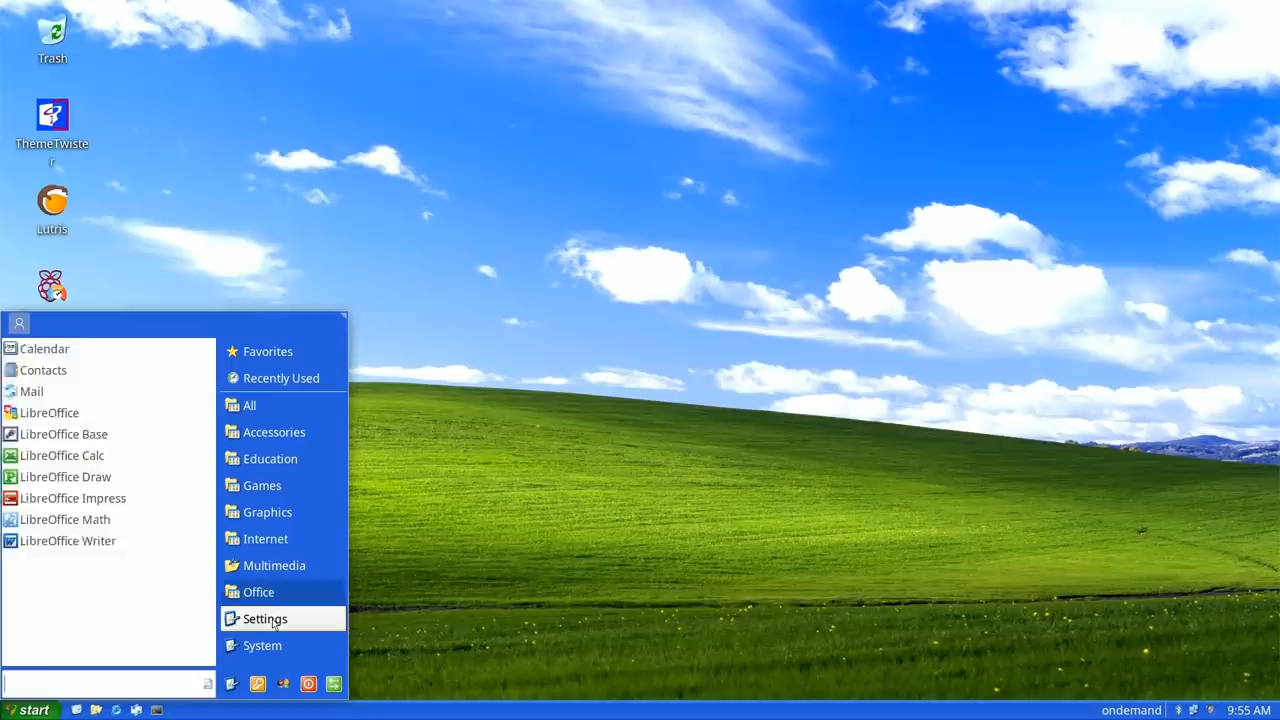 Trash
ThemeTwiste
r
Lutris
Calendar
Contacts
Mail
LibreOffice
LibreOffice Base
LibreOffice Calc
LibreOffice Draw
LibreOffice Impress
LibreOffice Math
LibreOffice Writer
Favorites
Recently Used
All
Accessories
Education
Games
Graphics
Internet
Multimedia
Office
Settings
System
start
ondemand
9:55 AM